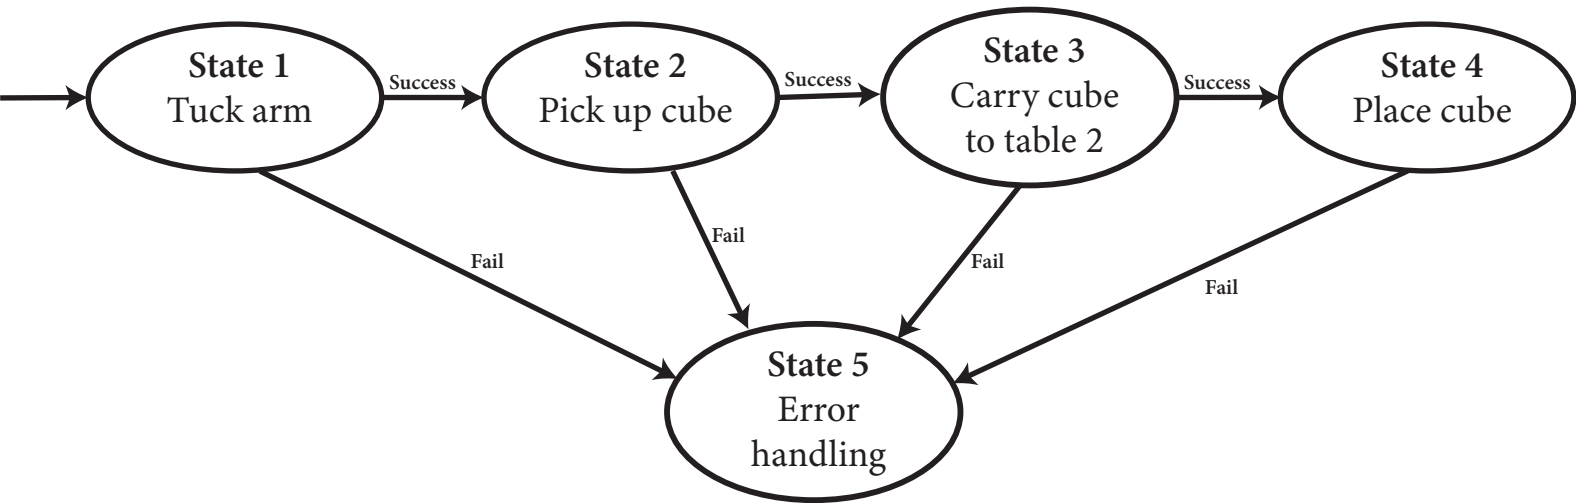 State 1
Tuck arm
Success
State 2
Pick up cube
Success
State 3
Carry cube
to table 2
Success
State 4
Place cube
Fail
Fail
Fail
Fail
State 5
Error
handling